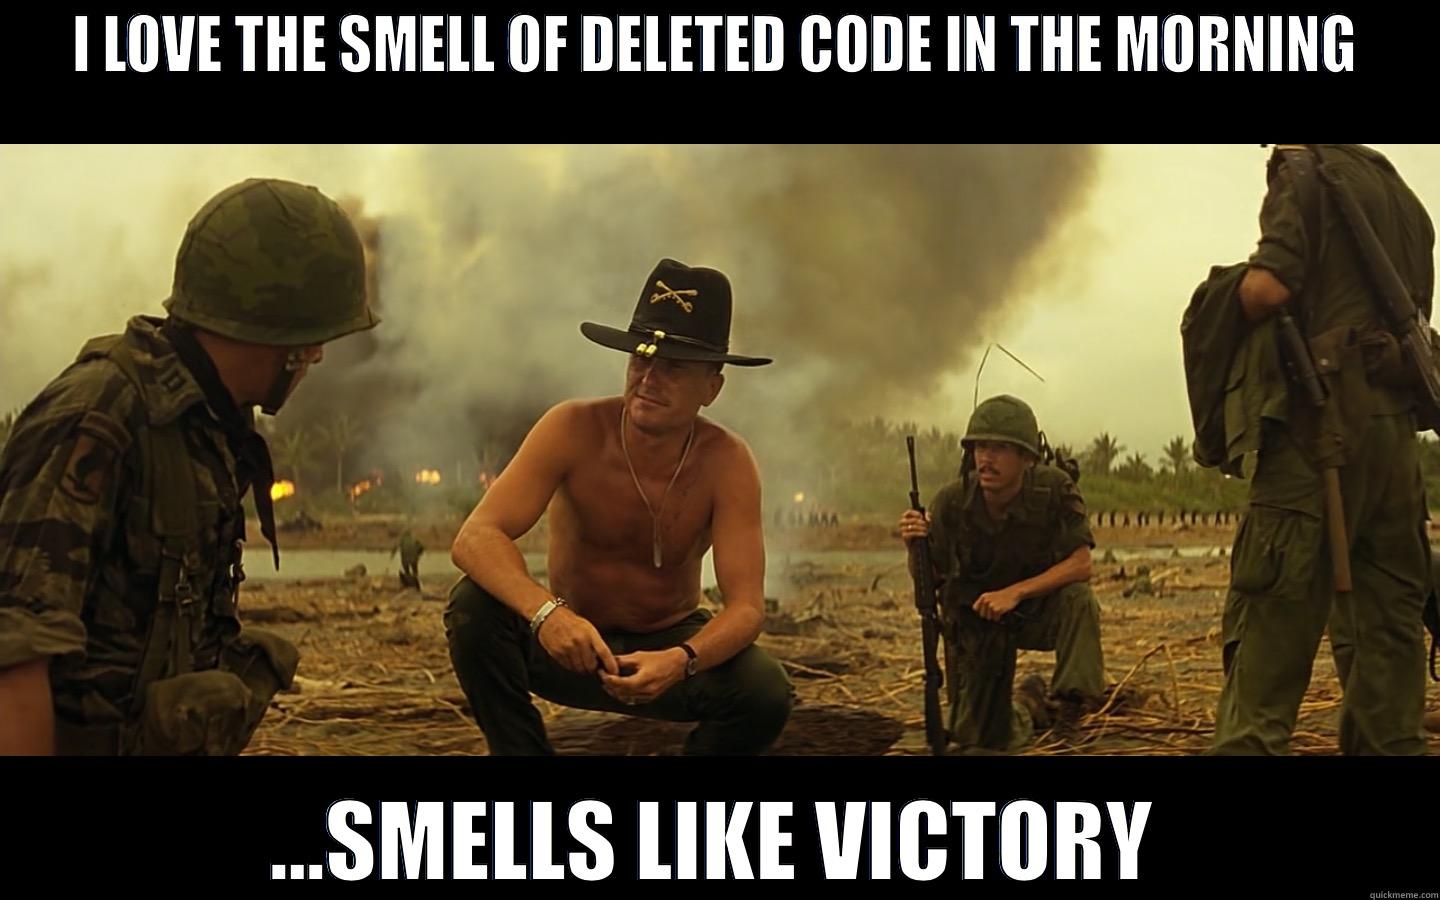 I LOVE THE SMELL OF DELETED CODE IN THE MORNING
...SMELLS LIKE VICTORY
quickmeme.com